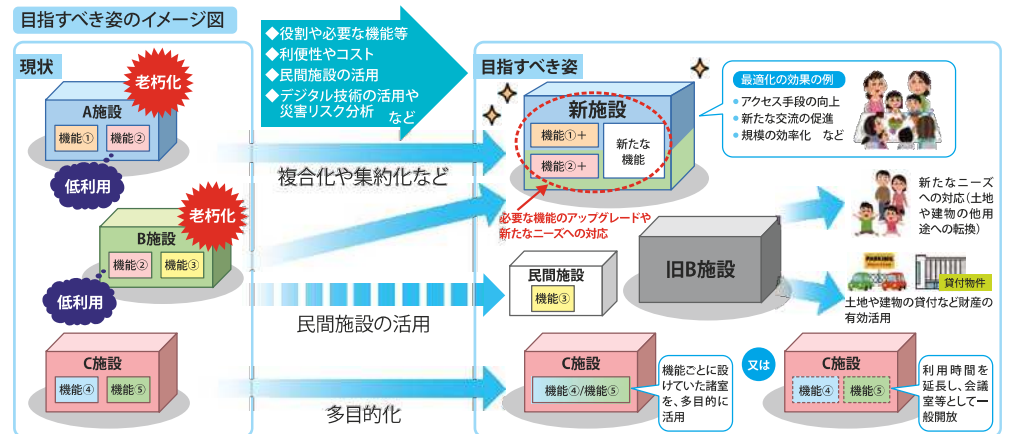 目指すべき姿のイメージ図
◆役割や必要な機能等
◆利便性やコスト
◆民間施設の活用
◆デジタル技術の活用や
災害リスク分析 など
現状
老朽化
A施設
機能①
機能②
低利用
老朽化
B施設
機能②
機能③
低利用
C施設
機能④
機能⑤
複合化や集約化など
民間施設の活用
多目的化
目指すべき姿
新施設
機能①+
機能②+
新たな
機能
必要な機能のアップグレードや
新たなニーズへの対応
最適化の効果の例
●アクセス手段の向上
●新たな交流の促進
●規模の効率化 など
民間施設
機能③
旧B施設
新たなニーズ
への対応(土地
や建物の他用
途への転換)
PARKING
貸付物件
土地や建物の貸付など財産の
有効活用
C施設
機能④/機能⑤
機能ごとに設
けていた諸室
を、多目的に
活用
又は
C施設
機能④
機能⑤
利用時間を
延長し、会議
室等として一
般開放